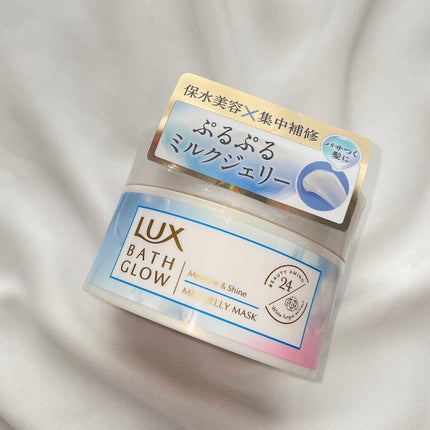 保水美容×集中補修
ぷるぷる
ミルクジェリー
パサつく
髪に
LUX
BATH
GLOW
Moisture & Shine
MILK JELLY MASK
BEAUTY AMINO
24